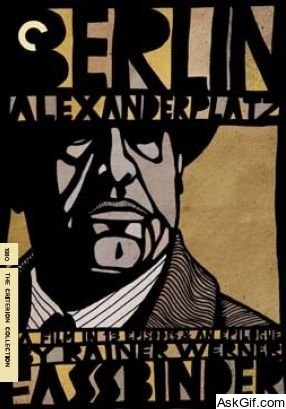 BERLIN
ALEXANDERPLATZ
A FILM IN 13 EPISODES & AN EPILOGUE
BY RAINER WERNER
FASSBINDER
1980 THE CRITERION COLLECTION
AskGif.com